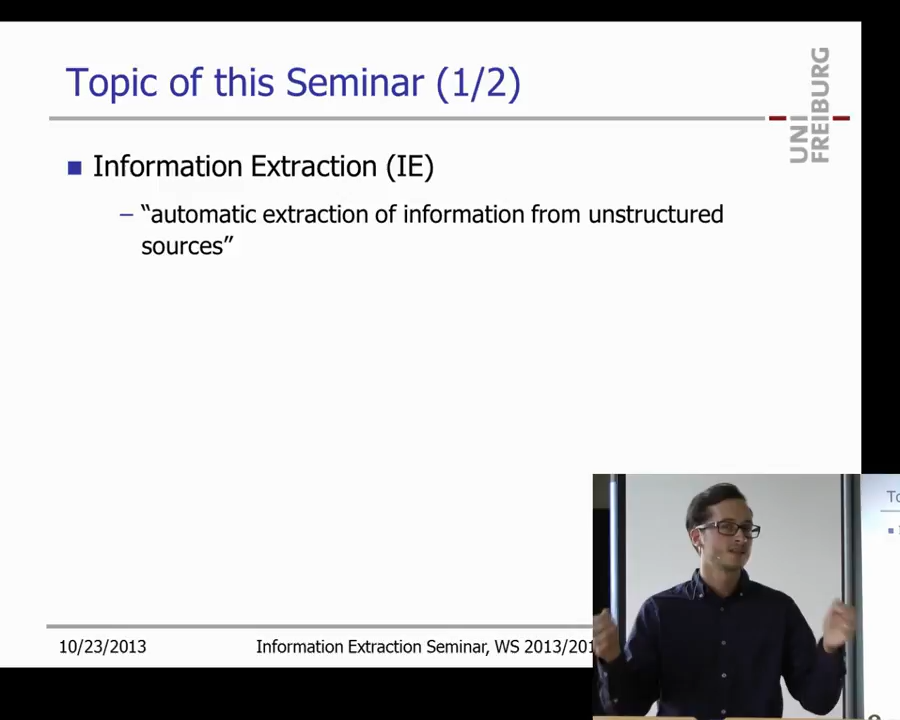 Topic of this Seminar (1/2)
UNI
FREIBURG
Information Extraction (IE)
– “automatic extraction of information from unstructured
sources”
10/23/2013
Information Extraction Seminar, WS 2013/201